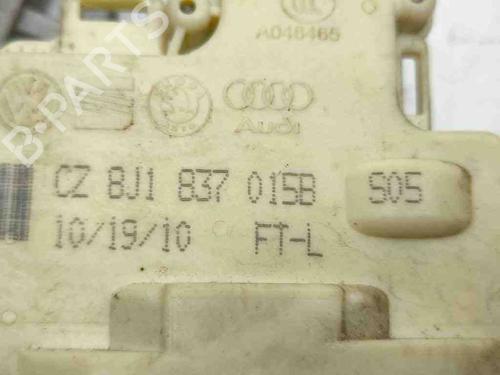 A046465
Audi
CZ 8J1 837 015B S05
10/19/10 FT-L
B-Parts